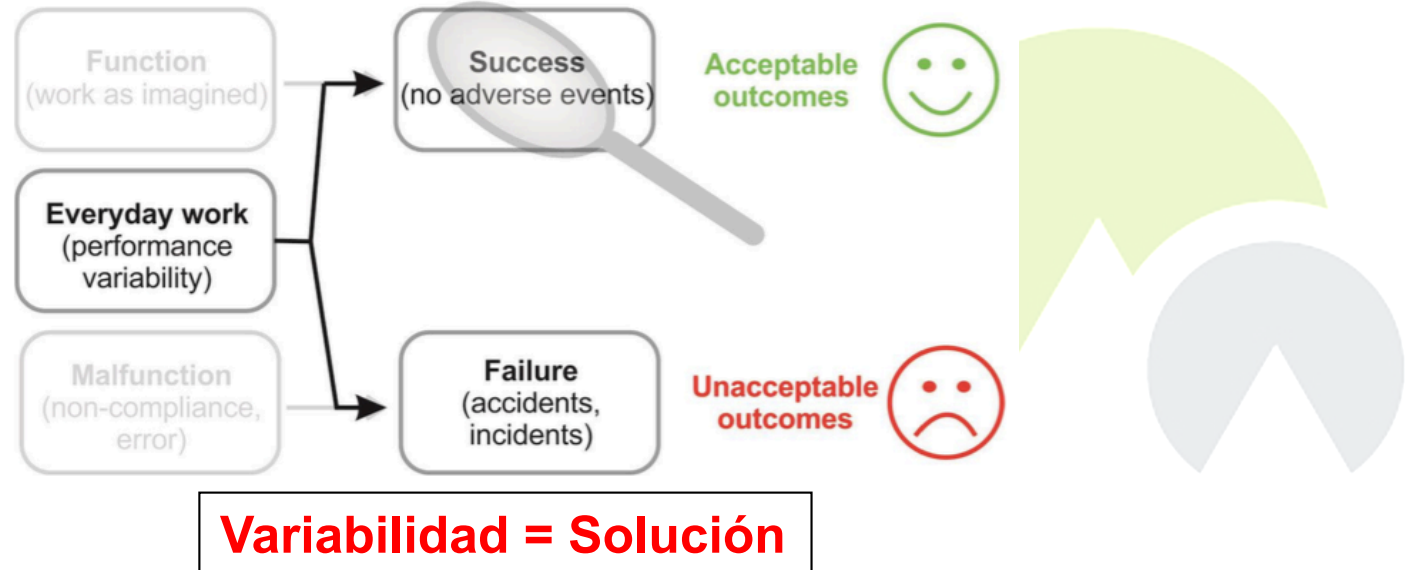 Function
(work as imagined)
Success
(no adverse events)
Acceptable
outcomes
Everyday work
(performance
variability)
Malfunction
(non-compliance,
error)
Failure
(accidents,
incidents)
Unacceptable
outcomes
Variabilidad = Solución